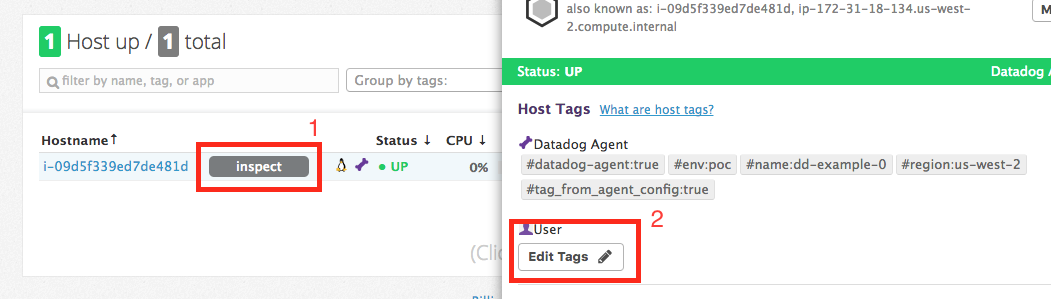 1 Host up / 1 total
filter by name, tag, or app
Group by tags:
1
Hostname↑ Status ↓ CPU ↓
i-09d5f339ed7de481d inspect UP 0%
(Clic
also known as: i-09d5f339ed7de481d, ip-172-31-18-134.us-west-
2.compute.internal
M
Status: UP Datadog A
Host Tags What are host tags?
Datadog Agent
#datadog-agent:true #env:poc #name:dd-example-0 #region:us-west-2
#tag_from_agent_config:true
2
User
Edit Tags